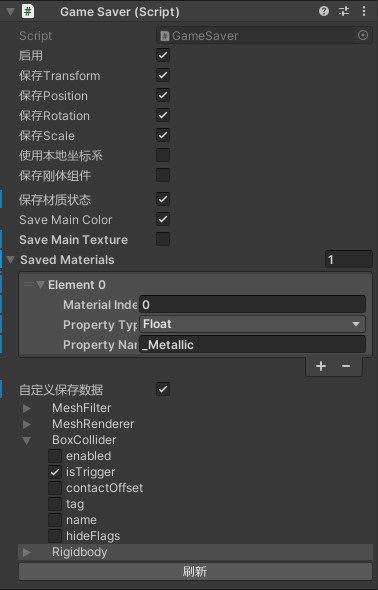 Game Saver (Script)
Script GameSaver
启用
保存Transform
保存Position
保存Rotation
保存Scale
使用本地坐标系
保存刚体组件
保存材质状态
Save Main Color
Save Main Texture
Saved Materials 1
Element 0
Material Inde 0
Property Typ Float
Property Nar _Metallic
+ −
自定义保存数据
MeshFilter
MeshRenderer
BoxCollider
enabled
isTrigger
contactOffset
tag
name
hideFlags
Rigidbody
刷新